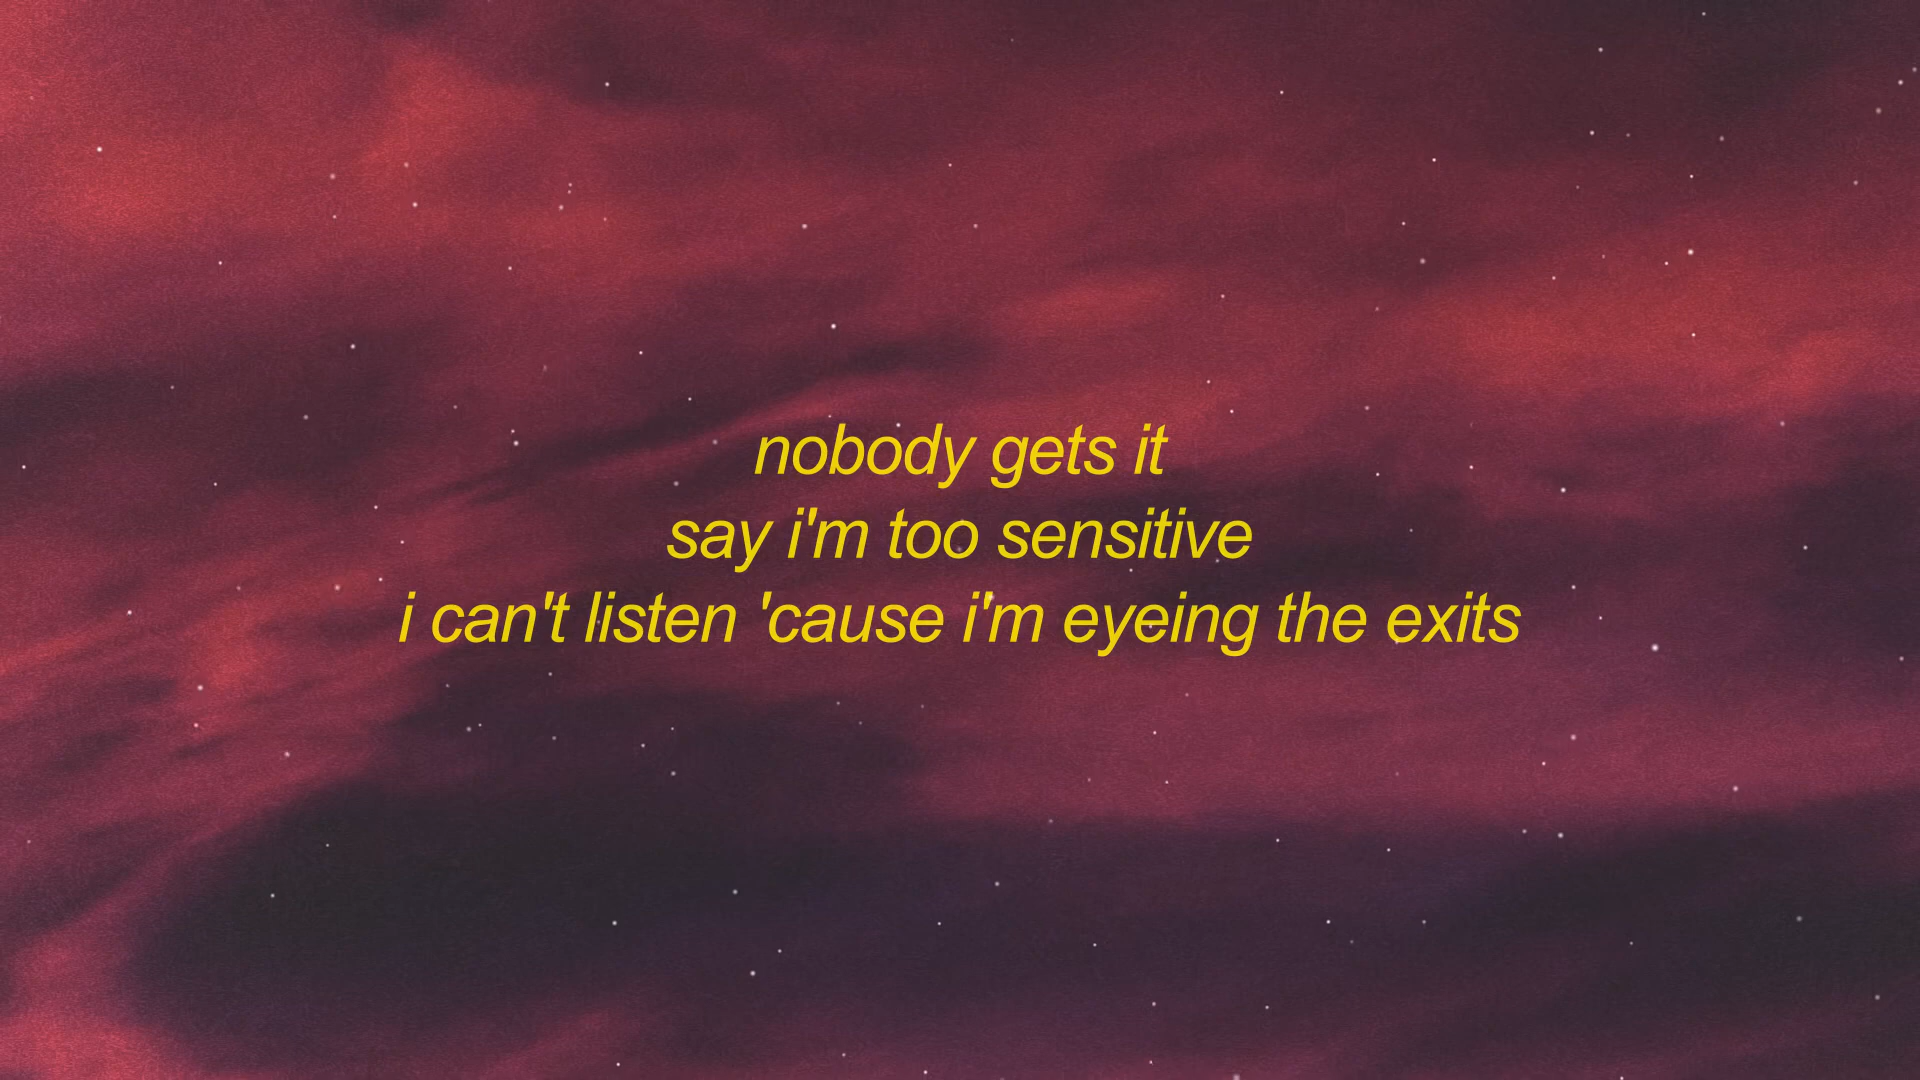 nobody gets it
say i'm too sensitive
i can't listen 'cause i'm eyeing the exits